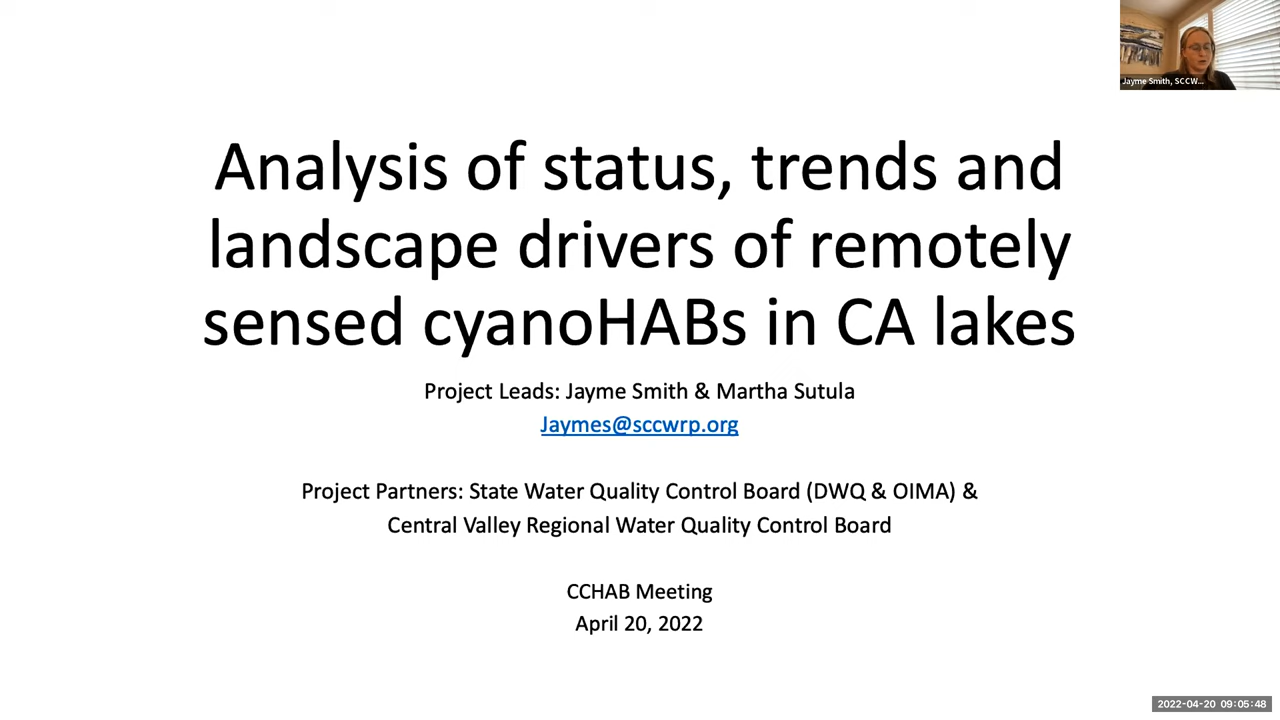 Jayme Smith, SCCW...
Analysis of status, trends and
landscape drivers of remotely
sensed cyanoHABs in CA lakes
Project Leads: Jayme Smith & Martha Sutula
Jaymes@sccwrp.org
Project Partners: State Water Quality Control Board (DWQ & OIMA) &
Central Valley Regional Water Quality Control Board
CCHAB Meeting
April 20, 2022
2022-04-20 09:05:48